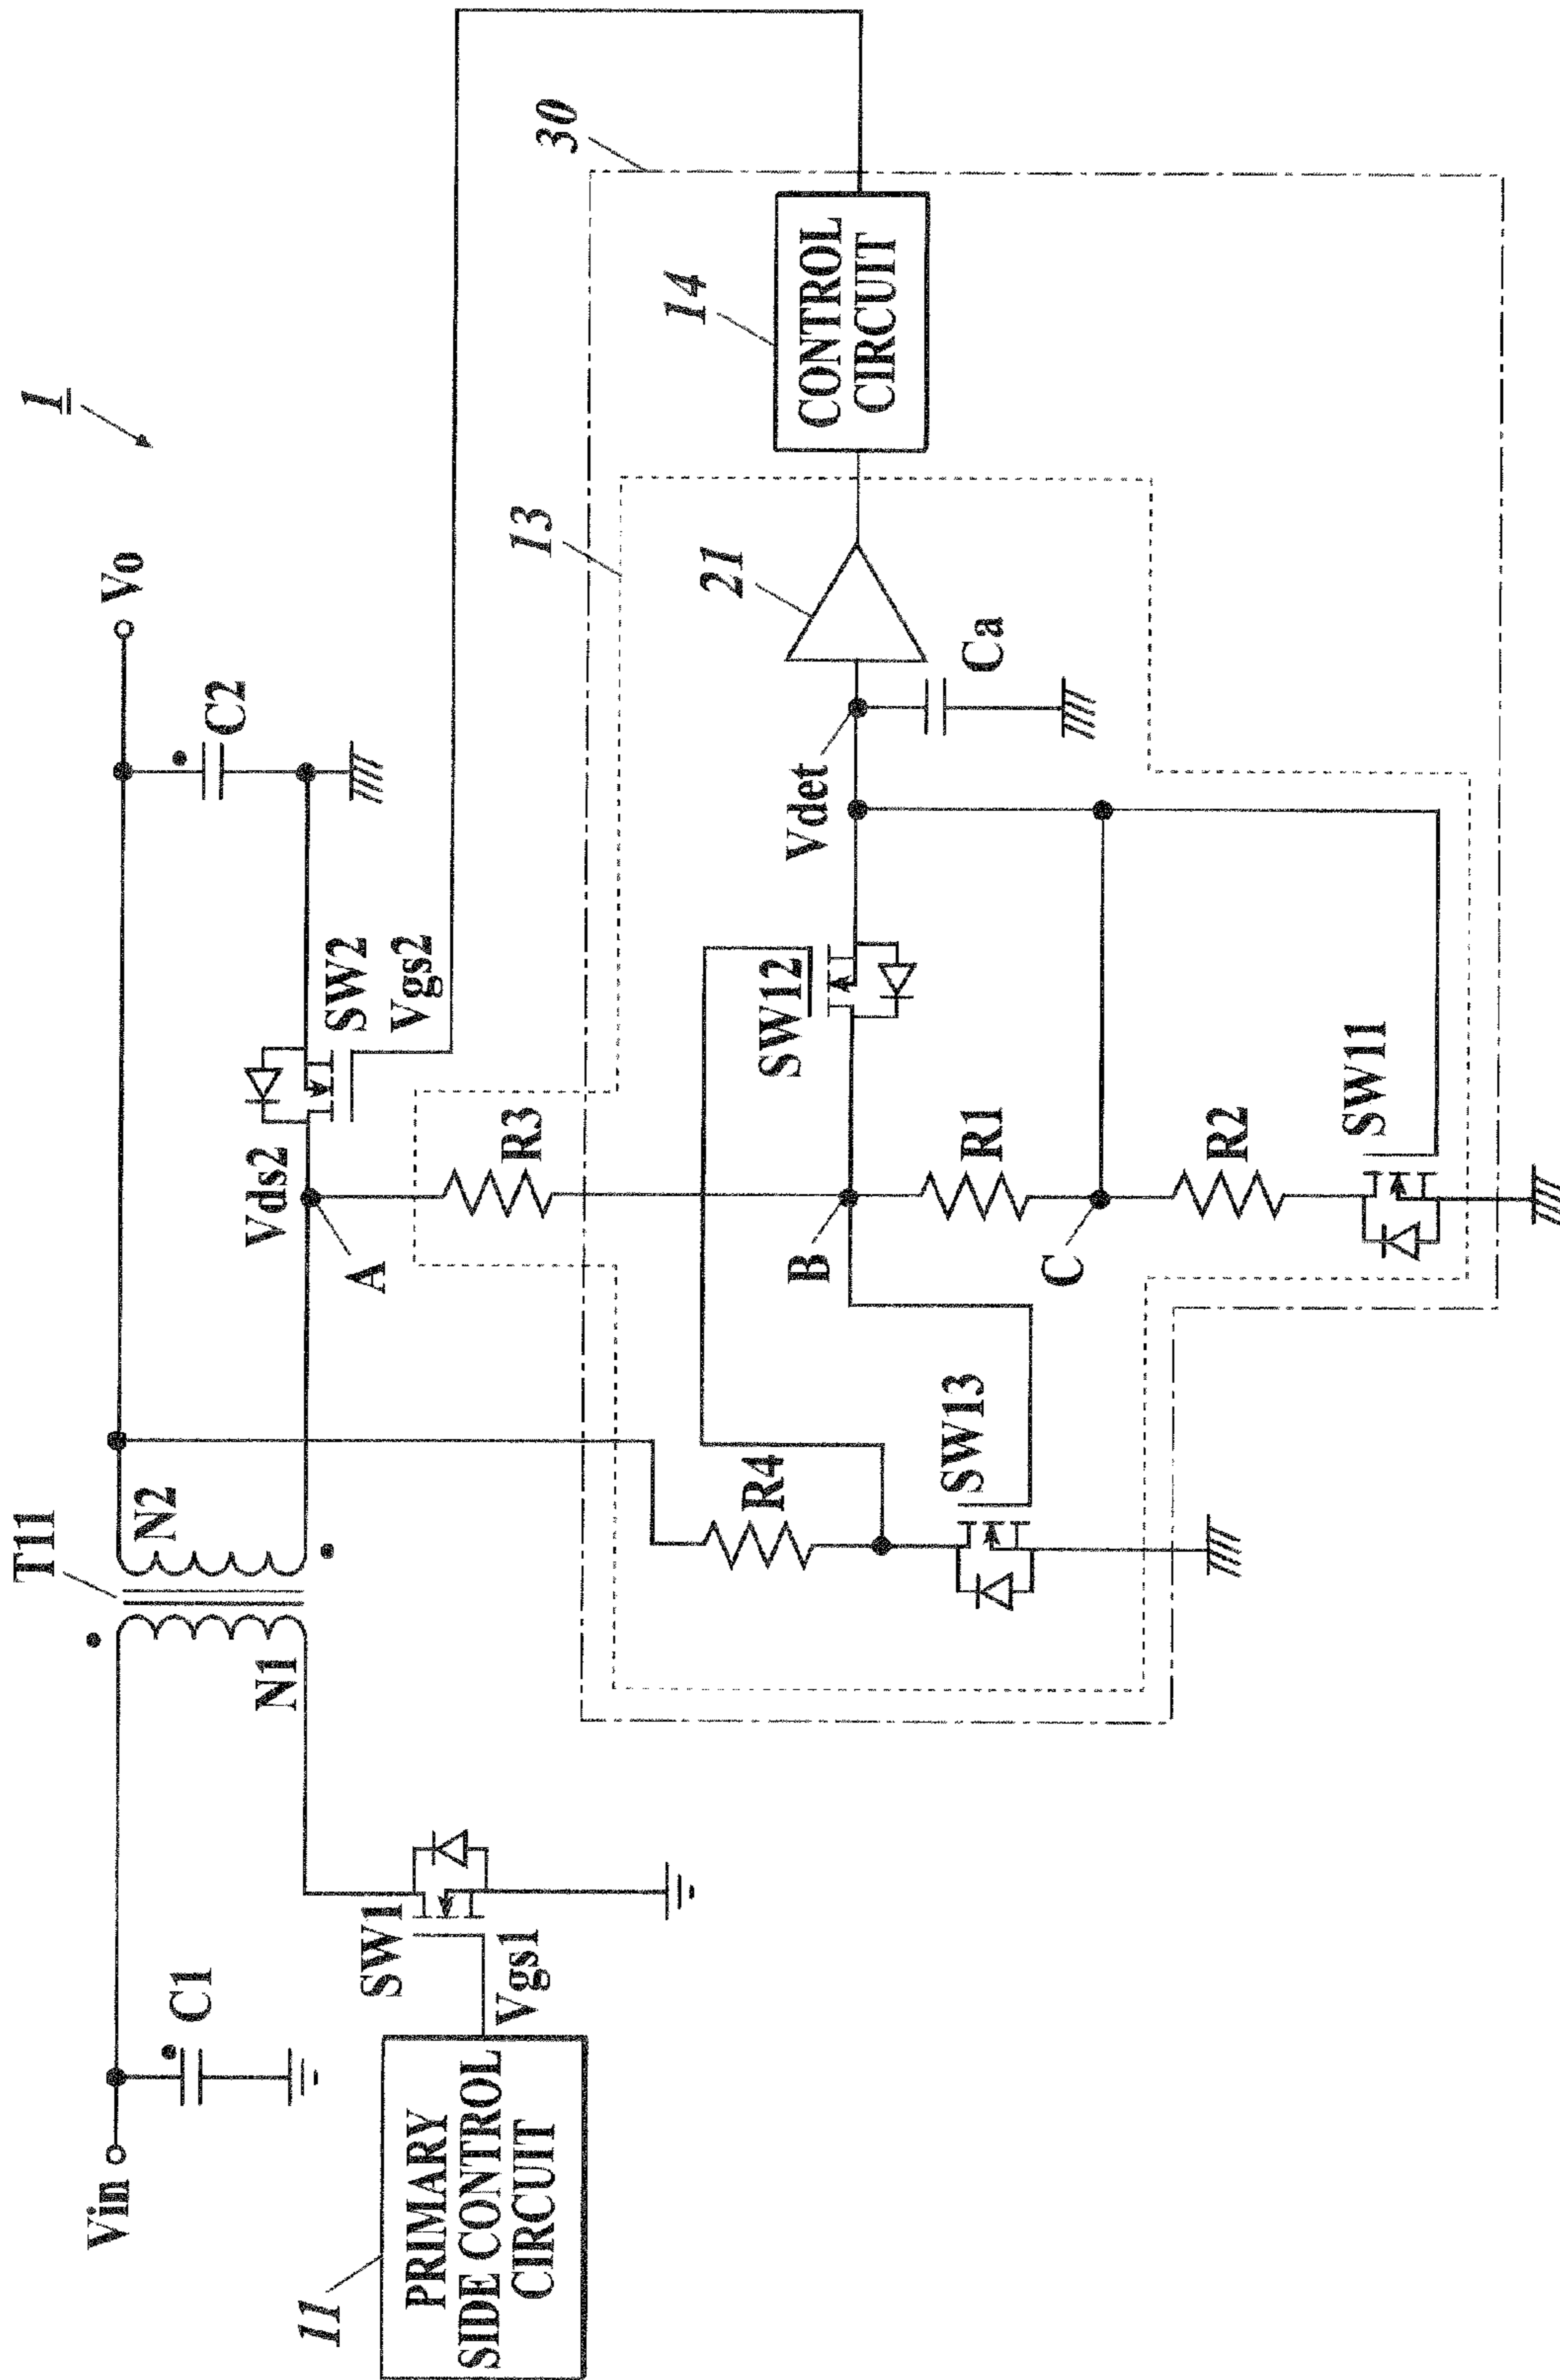 1
T11
Vin
C1
N1
N2
Vo
C2
SW1
Vgs1
11
PRIMARY
SIDE CONTROL
CIRCUIT
Vds2
A
SW2
Vgs2
R3
13
30
R4
SW13
B
SW12
R1
C
R2
SW11
Vdet
Ca
21
14
CONTROL
CIRCUIT